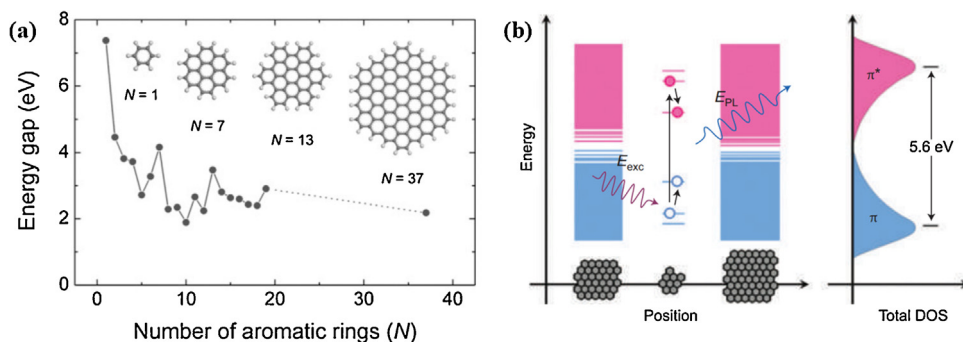 (a)
8
6
4
2
0
Energy gap (eV)
N = 1
N = 7
N = 13
N = 37
0 10 20 30 40
Number of aromatic rings (N)
(b)
Energy
E_exc
E_PL
Position
π*
5.6 eV
π
Total DOS